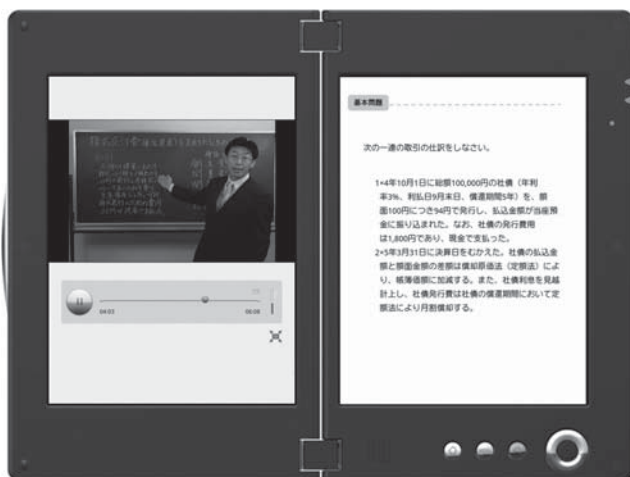 04:03
06:08
基本問題
次の一連の取引の仕訳をしなさい。
1×4年10月1日に総額100,000円の社債（年利
率3%、利払日9月末日、償還期間5年）を、額
面100円につき94円で発行し、払込金額が当座預
金に振り込まれた。なお、社債の発行費用
は1,800円であり、現金で支払った。
2×5年3月31日に決算日をむかえた。社債の払込金
額と額面金額の差額は償却原価法（定額法）によ
り、帳簿価額に加減する。また、社債利息を見越
計上し、社債発行費は社債の償還期間において定
額法により月割償却する。